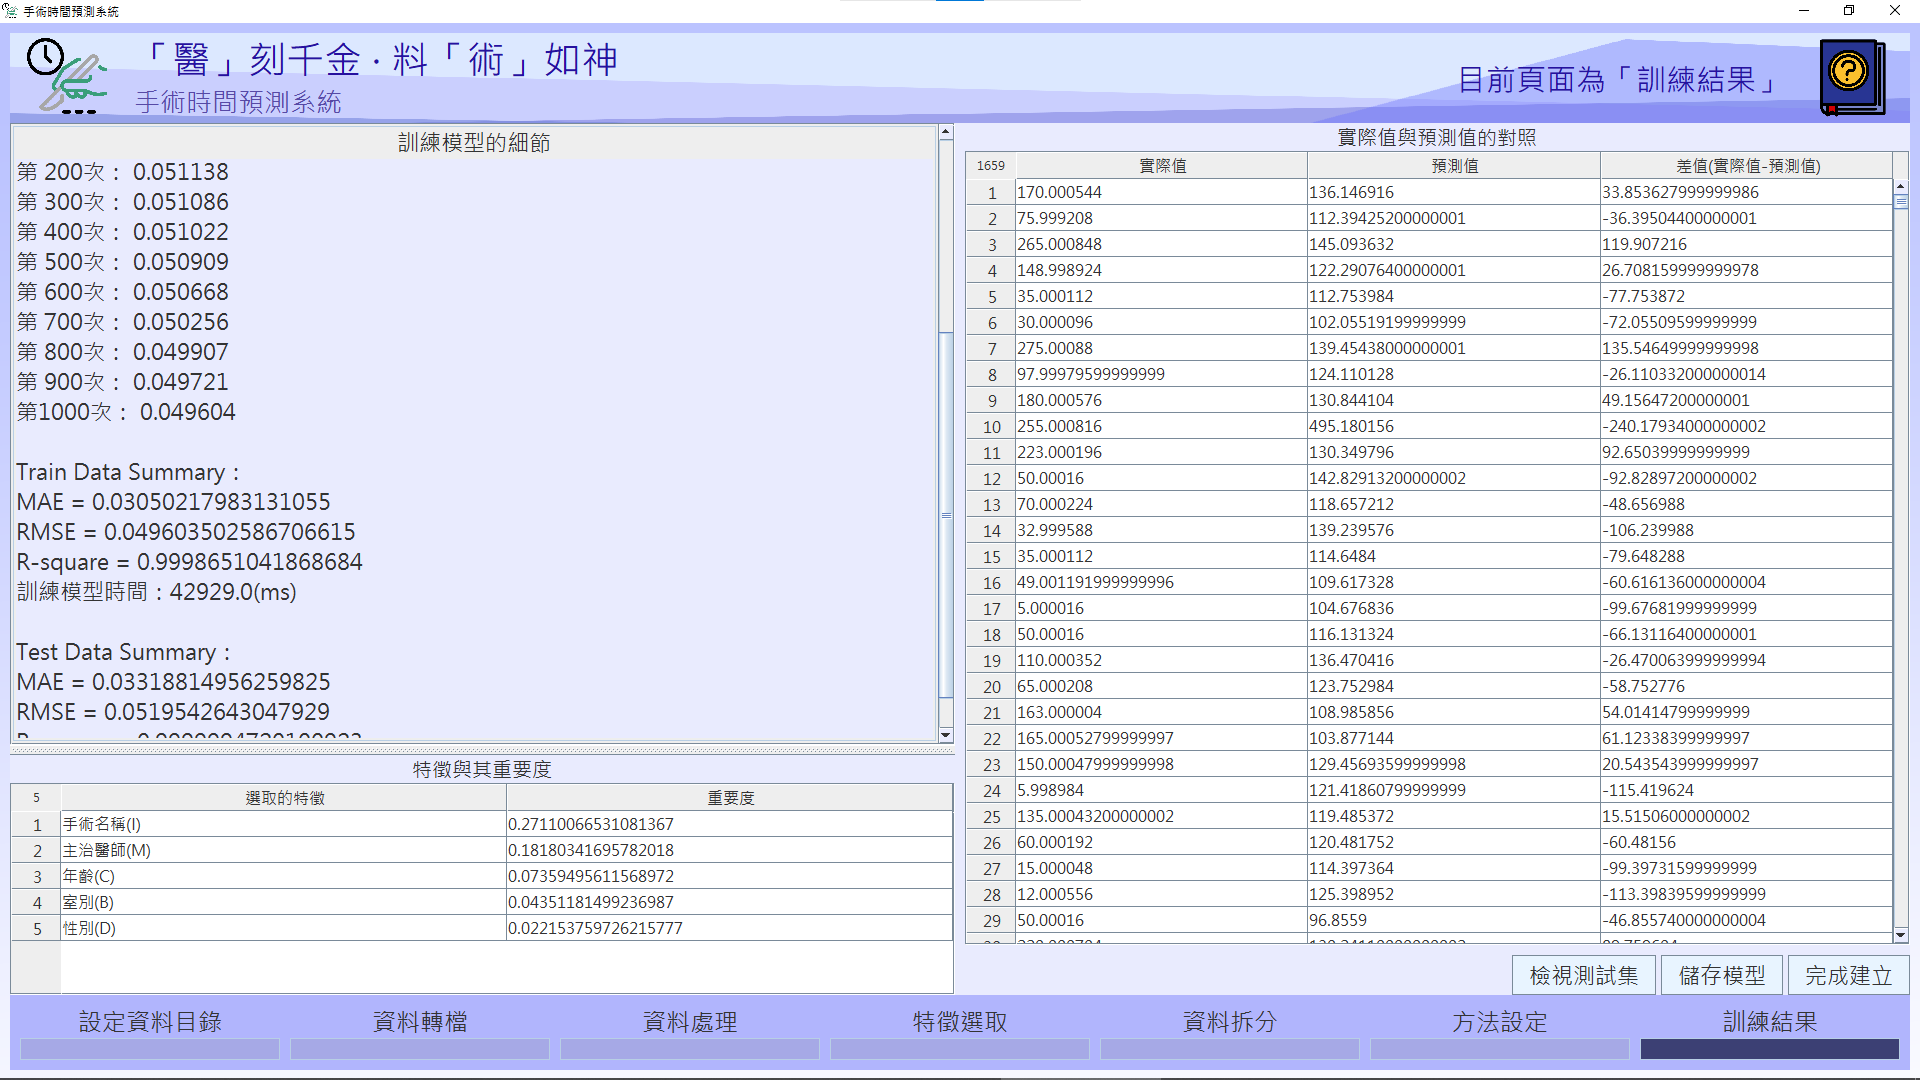 手術時間預測系統
「醫」刻千金·料「術」如神
手術時間預測系統
目前頁面為「訓練結果」
訓練模型的細節
第 200次： 0.051138
第 300次： 0.051086
第 400次： 0.051022
第 500次： 0.050909
第 600次： 0.050668
第 700次： 0.050256
第 800次： 0.049907
第 900次： 0.049721
第1000次： 0.049604
Train Data Summary :
MAE = 0.03050217983131055
RMSE = 0.049603502586706615
R-square = 0.9998651041868684
訓練模型時間 : 42929.0(ms)
Test Data Summary :
MAE = 0.03318814956259825
RMSE = 0.0519542643047929
特徵與其重要度
5 選取的特徵 重要度
1 手術名稱(I) 0.27110066531081367
2 主治醫師(M) 0.18180341695782018
3 年齡(C) 0.07359495611568972
4 室別(B) 0.04351181499236987
5 性別(D) 0.022153759726215777
實際值與預測值的對照
1659 實際值 預測值 差值(實際值-預測值)
1 170.000544 136.146916 33.853627999999986
2 75.999208 112.39425200000001 -36.39504400000001
3 265.000848 145.093632 119.907216
4 148.998924 122.29076400000001 26.708159999999978
5 35.000112 112.753984 -77.753872
6 30.000096 102.05519199999999 -72.05509599999999
7 275.00088 139.45438000000001 135.54649999999998
8 97.99979599999999 124.110128 -26.110332000000014
9 180.000576 130.844104 49.15647200000001
10 255.000816 495.180156 -240.17934000000002
11 223.000196 130.349796 92.65039999999999
12 50.00016 142.82913200000002 -92.82897200000002
13 70.000224 118.657212 -48.656988
14 32.999588 139.239576 -106.239988
15 35.000112 114.6484 -79.648288
16 49.001191999999996 109.617328 -60.616136000000004
17 5.000016 104.676836 -99.67681999999999
18 50.00016 116.131324 -66.13116400000001
19 110.000352 136.470416 -26.470063999999994
20 65.000208 123.752984 -58.752776
21 163.000004 108.985856 54.01414799999999
22 165.00052799999997 103.877144 61.12338399999997
23 150.00047999999998 129.45693599999998 20.543543999999997
24 5.998984 121.41860799999999 -115.419624
25 135.00043200000002 119.485372 15.51506000000002
26 60.000192 120.481752 -60.48156
27 15.000048 114.397364 -99.39731599999999
28 12.000556 125.398952 -113.39839599999999
29 50.00016 96.8559 -46.855740000000004
檢視測試集 儲存模型 完成建立
設定資料目錄 資料轉檔 資料處理 特徵選取 資料拆分 方法設定 訓練結果